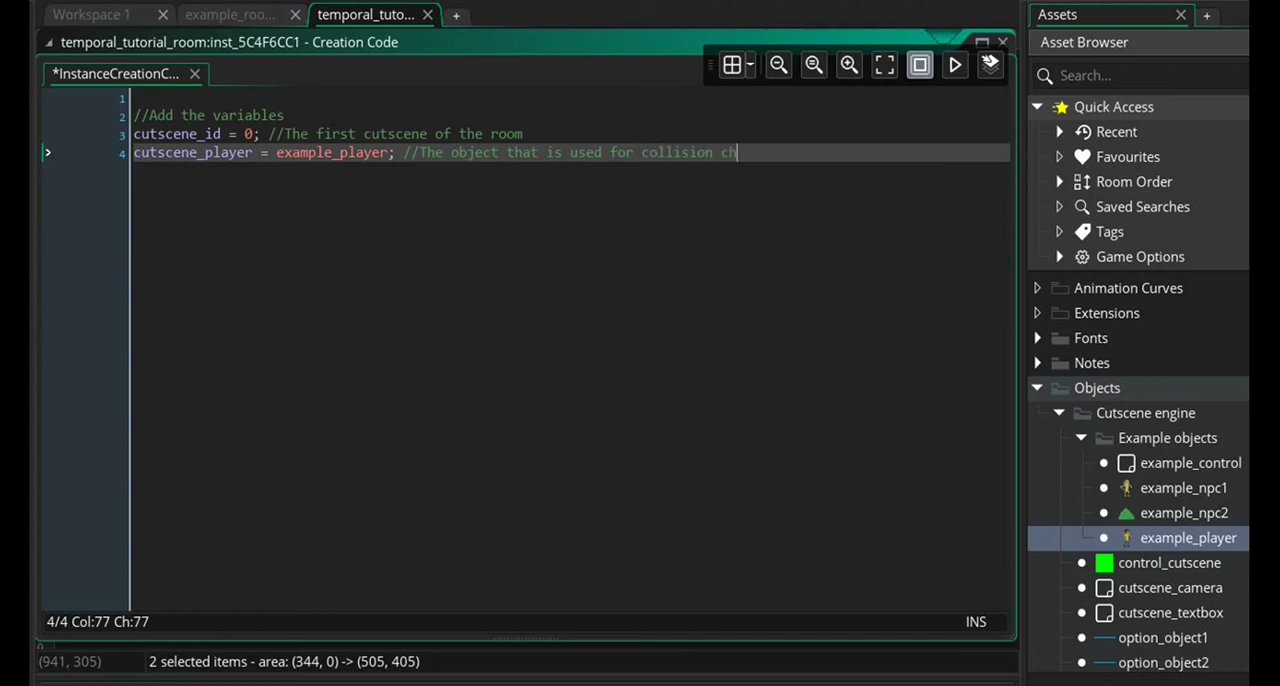 Workspace 1
example_roo...
temporal_tuto...
Assets
temporal_tutorial_room:inst_5C4F6CC1 - Creation Code
Asset Browser
*InstanceCreationC...
Search...
1
2 //Add the variables
3 cutscene_id = 0; //The first cutscene of the room
4 cutscene_player = example_player; //The object that is used for collision ch
Quick Access
Recent
Favourites
Room Order
Saved Searches
Tags
Game Options
Animation Curves
Extensions
Fonts
Notes
Objects
Cutscene engine
Example objects
example_control
example_npc1
example_npc2
example_player
control_cutscene
cutscene_camera
cutscene_textbox
option_object1
option_object2
4/4 Col:77 Ch:77
INS
(941, 305)
2 selected items - area: (344, 0) -> (505, 405)